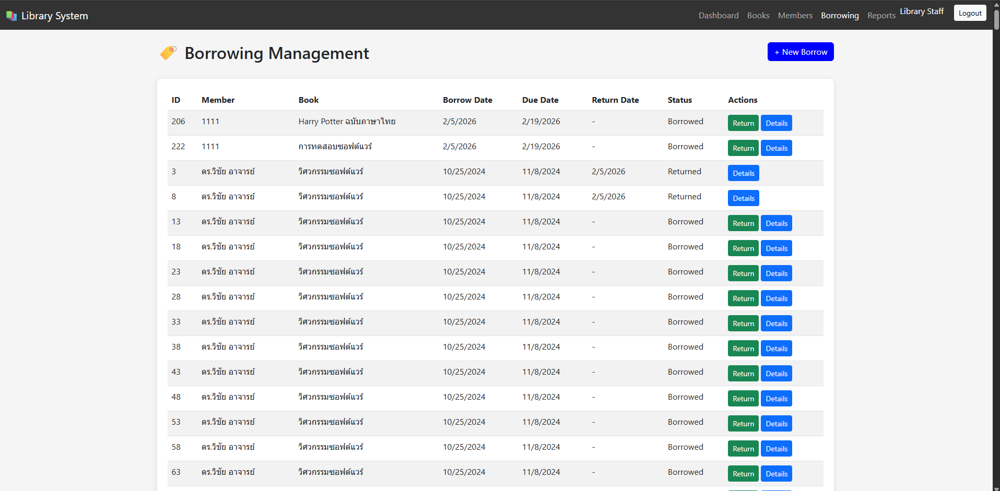 Library System Dashboard Books Members Borrowing Reports Library Staff Logout
Borrowing Management + New Borrow
ID Member Book Borrow Date Due Date Return Date Status Actions
206 1111 Harry Potter ฉบับภาษาไทย 2/5/2026 2/19/2026 - Borrowed Return Details
222 1111 การทดสอบซอฟต์แวร์ 2/5/2026 2/19/2026 - Borrowed Return Details
3 ดร.วิชัย อาจารย์ วิศวกรรมซอฟต์แวร์ 10/25/2024 11/8/2024 2/5/2026 Returned Details
8 ดร.วิชัย อาจารย์ วิศวกรรมซอฟต์แวร์ 10/25/2024 11/8/2024 2/5/2026 Returned Details
13 ดร.วิชัย อาจารย์ วิศวกรรมซอฟต์แวร์ 10/25/2024 11/8/2024 - Borrowed Return Details
18 ดร.วิชัย อาจารย์ วิศวกรรมซอฟต์แวร์ 10/25/2024 11/8/2024 - Borrowed Return Details
23 ดร.วิชัย อาจารย์ วิศวกรรมซอฟต์แวร์ 10/25/2024 11/8/2024 - Borrowed Return Details
28 ดร.วิชัย อาจารย์ วิศวกรรมซอฟต์แวร์ 10/25/2024 11/8/2024 - Borrowed Return Details
33 ดร.วิชัย อาจารย์ วิศวกรรมซอฟต์แวร์ 10/25/2024 11/8/2024 - Borrowed Return Details
38 ดร.วิชัย อาจารย์ วิศวกรรมซอฟต์แวร์ 10/25/2024 11/8/2024 - Borrowed Return Details
43 ดร.วิชัย อาจารย์ วิศวกรรมซอฟต์แวร์ 10/25/2024 11/8/2024 - Borrowed Return Details
48 ดร.วิชัย อาจารย์ วิศวกรรมซอฟต์แวร์ 10/25/2024 11/8/2024 - Borrowed Return Details
53 ดร.วิชัย อาจารย์ วิศวกรรมซอฟต์แวร์ 10/25/2024 11/8/2024 - Borrowed Return Details
58 ดร.วิชัย อาจารย์ วิศวกรรมซอฟต์แวร์ 10/25/2024 11/8/2024 - Borrowed Return Details
63 ดร.วิชัย อาจารย์ วิศวกรรมซอฟต์แวร์ 10/25/2024 11/8/2024 - Borrowed Return Details